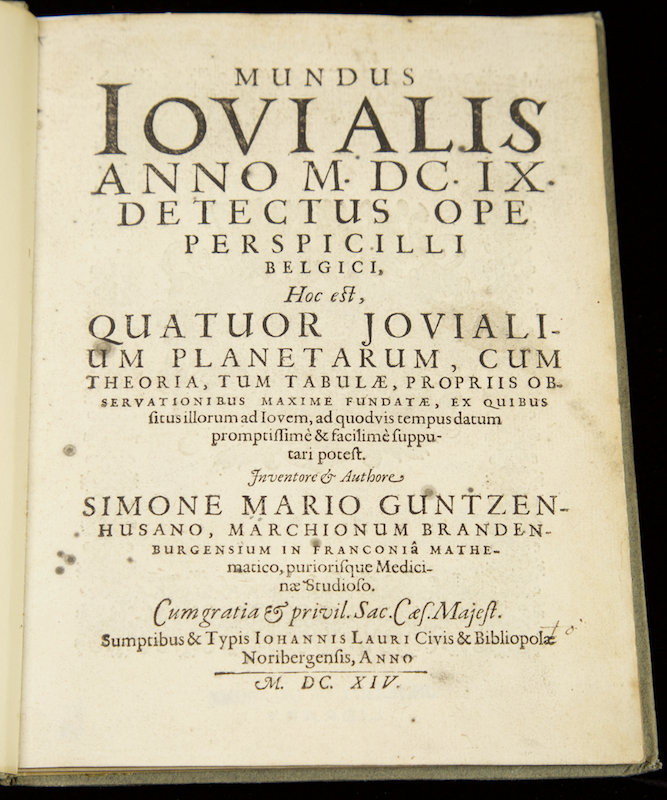 MUNDUS
IOVIALIS
ANNO M. DC. IX.
DETECTUS OPE
PERSPICILLI
BELGICI,
Hoc est,
QUATUOR JOVIALI-
UM PLANETARUM, CUM
THEORIA, TUM TABULÆ, PROPRIIS OB-
SERVATIONIBUS MAXIME FUNDATÆ, EX QUIBUS
situs illorum ad Iovem, ad quodvis tempus datum
promptissimè & facilimè suppu-
tari potest.
Inventore & Authore
SIMONE MARIO GUNTZEN-
HUSANO, MARCHIONUM BRANDEN-
BURGENSIUM IN FRANCONIâ MATHE-
matico, puriorisque Medici-
næ Studioso.
Cum gratia & privil. Sac. Cæs. Majest.
Sumptibus & Typis IOHANNIS LAURI Civis & Bibliopolæ
Noribergensis, ANNO
M. DC. XIV.